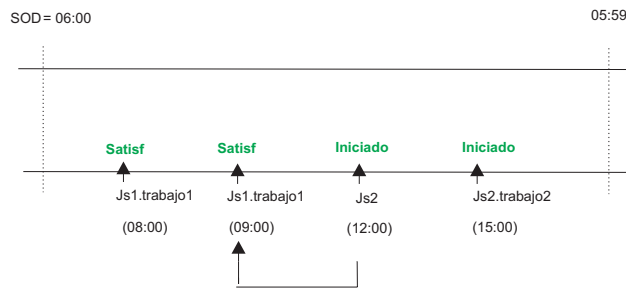 SOD = 06:00 05:59
Satisf Satisf Iniciado Iniciado
Js1.trabajo1 Js1.trabajo1 Js2 Js2.trabajo2
(08:00) (09:00) (12:00) (15:00)